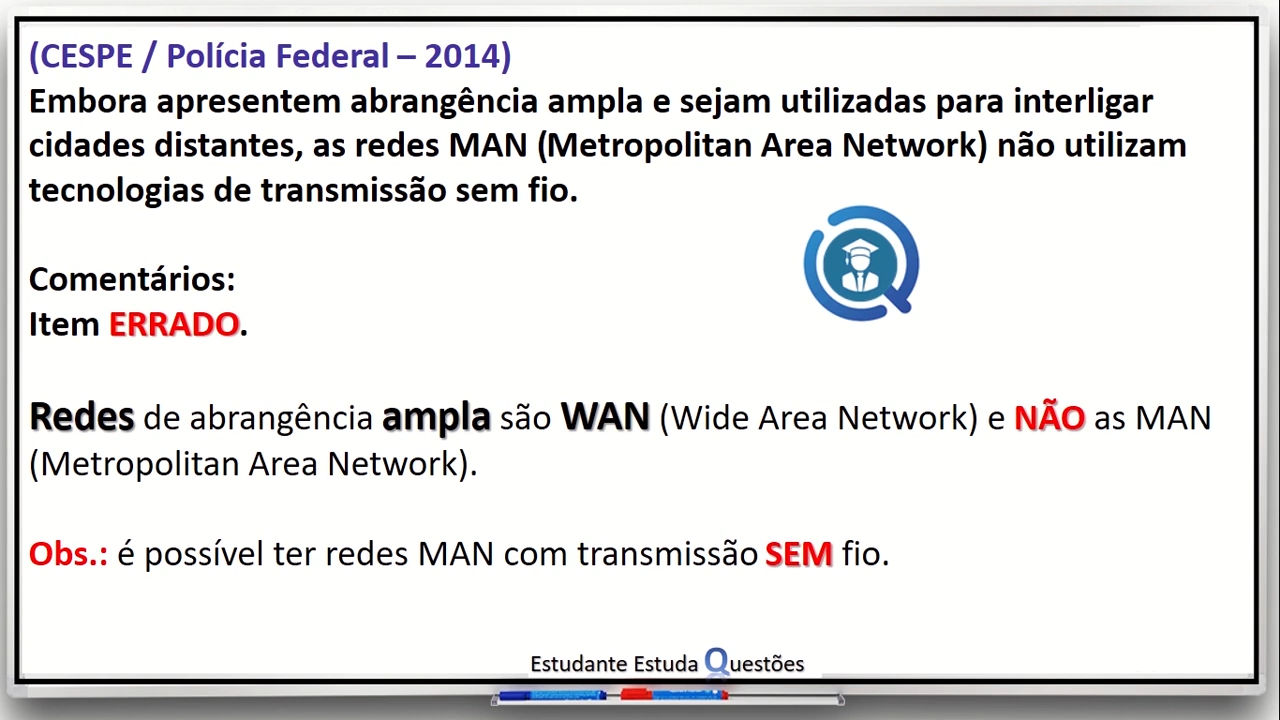 (CESPE / Polícia Federal – 2014)
Embora apresentem abrangência ampla e sejam utilizadas para interligar
cidades distantes, as redes MAN (Metropolitan Area Network) não utilizam
tecnologias de transmissão sem fio.
Comentários:
Item ERRADO.
Redes de abrangência ampla são WAN (Wide Area Network) e NÃO as MAN
(Metropolitan Area Network).
Obs.: é possível ter redes MAN com transmissão SEM fio.
Estudante Estuda Questões